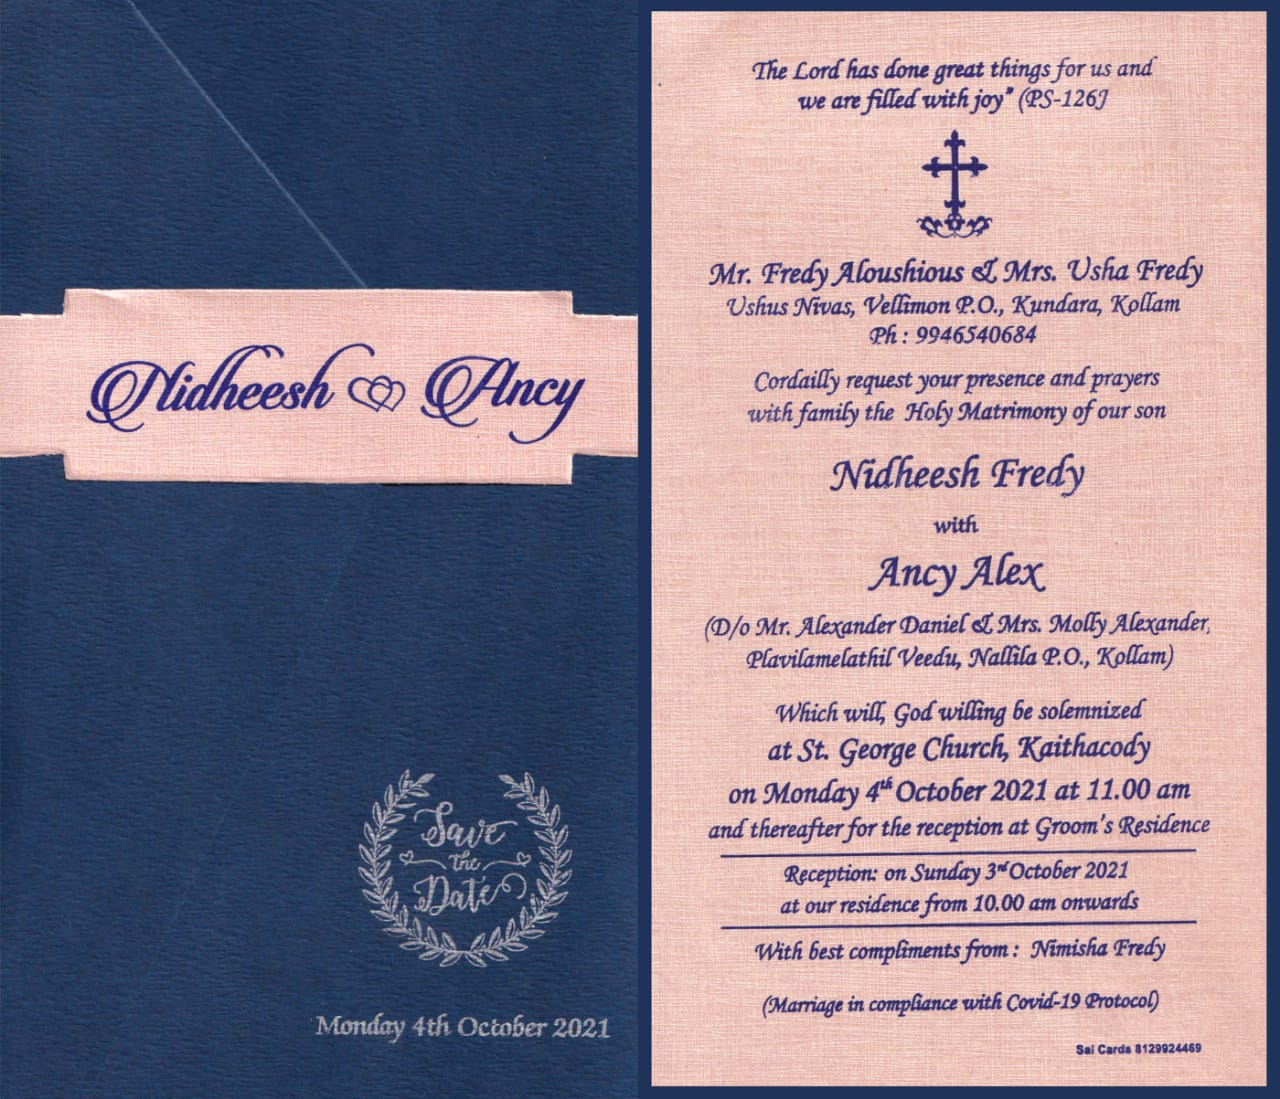 Nidheesh Ancy
Save
the
Date
Monday 4th October 2021
The Lord has done great things for us and
we are filled with joy" (PS-126)
Mr. Fredy Aloushious & Mrs. Usha Fredy
Ushus Nivas, Vellimon P.O., Kundara, Kollam
Ph : 9946540684
Cordailly request your presence and prayers
with family the Holy Matrimony of our son
Nidheesh Fredy
with
Ancy Alex
(D/o Mr. Alexander Daniel & Mrs. Molly Alexander,
Plavilamelathil Veedu, Nallila P.O., Kollam)
Which will, God willing be solemnized
at St. George Church, Kaithacody
on Monday 4th October 2021 at 11.00 am
and thereafter for the reception at Groom's Residence
Reception: on Sunday 3rd October 2021
at our residence from 10.00 am onwards
With best compliments from : Nimisha Fredy
(Marriage in compliance with Covid-19 Protocol)
Sai Cards 8129924469